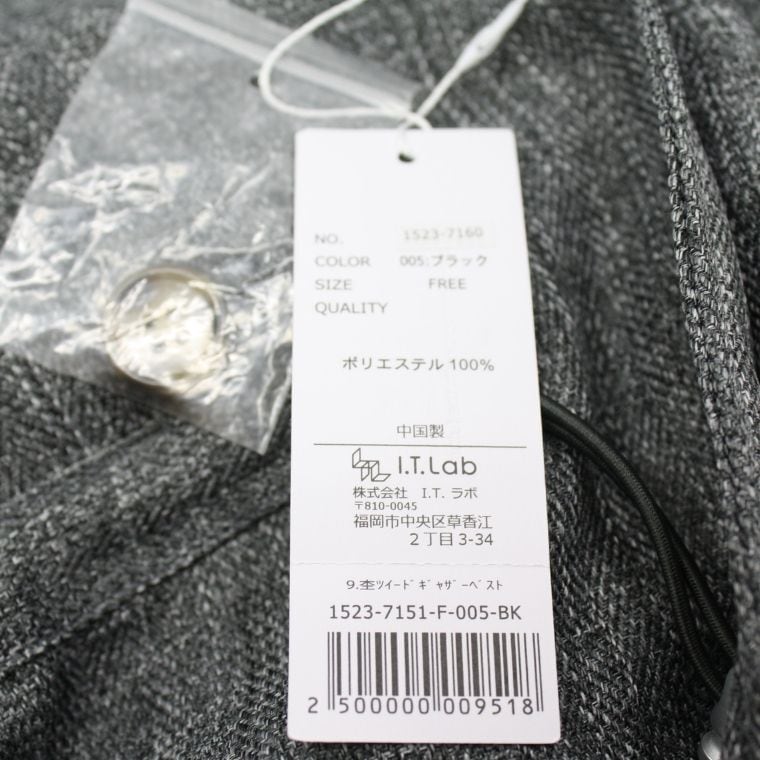 NO. 1523-7160
COLOR 005:ブラック
SIZE FREE
QUALITY
ポリエステル 100%
中国製
I.T.Lab
株式会社 I.T. ラボ
〒810-0045
福岡市中央区草香江
2丁目3-34
9.杢ツイードギャザーベスト
1523-7151-F-005-BK
2 500000 009518